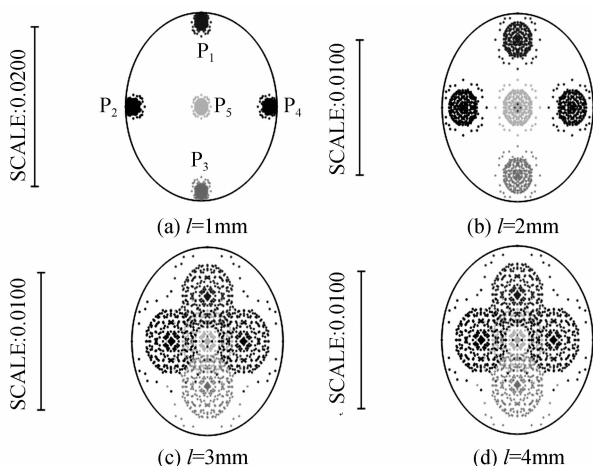 SCALE:0.0200
P1
P2
P5
P4
P3
(a) l=1mm
SCALE:0.0100
(b) l=2mm
SCALE:0.0100
(c) l=3mm
SCALE:0.0100
(d) l=4mm